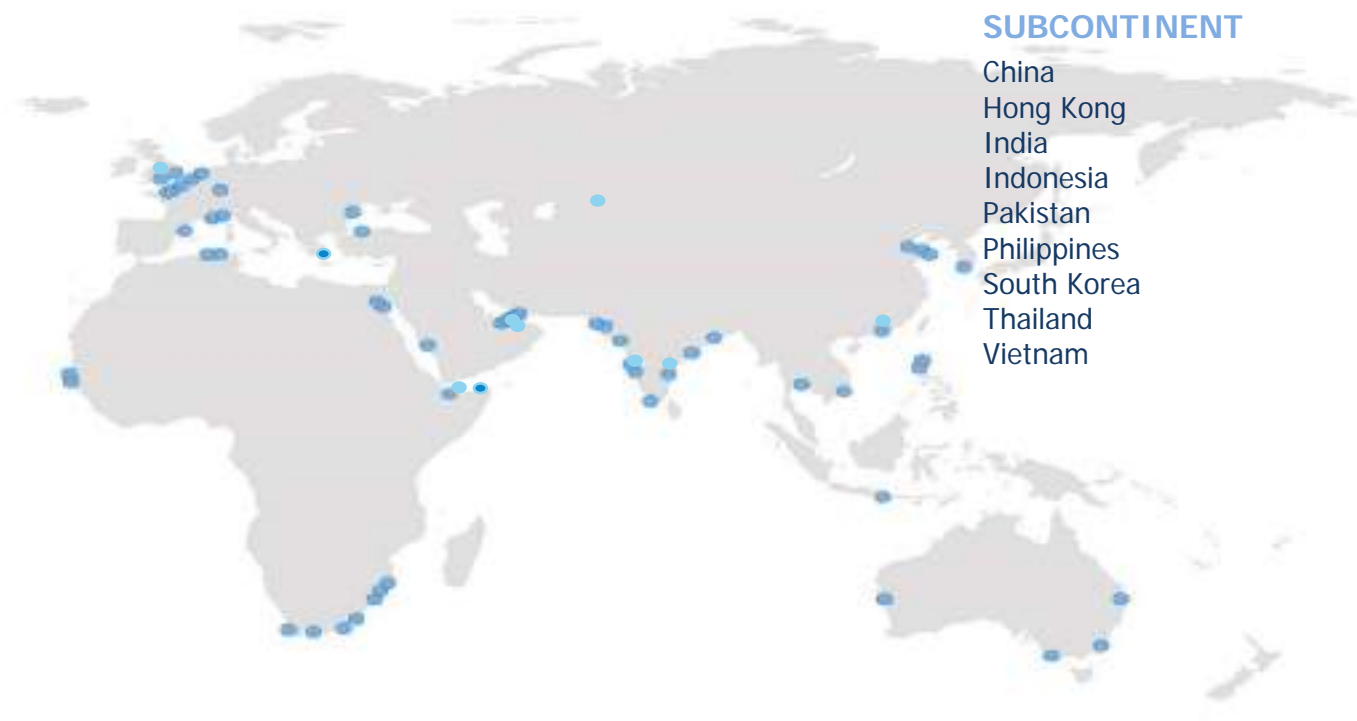 SUBCONTINENT
China
Hong Kong
India
Indonesia
Pakistan
Philippines
South Korea
Thailand
Vietnam